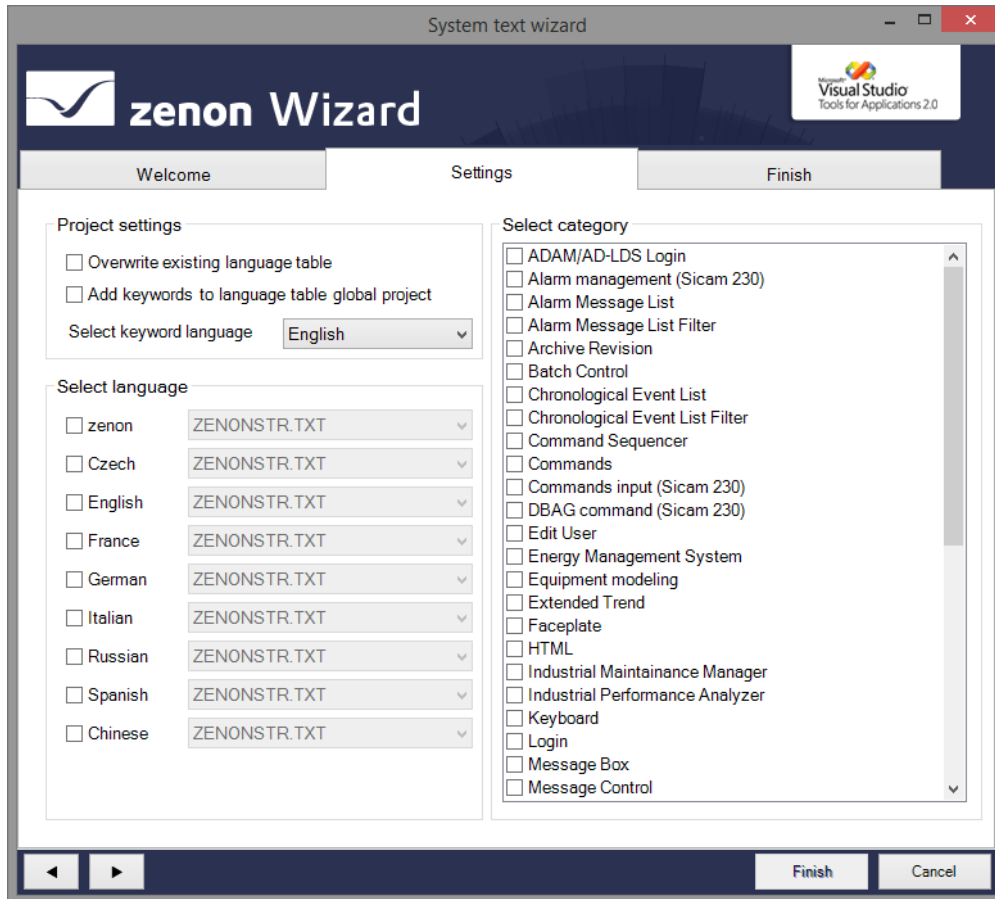 System text wizard
zenon Wizard
Microsoft
Visual Studio
Tools for Applications 2.0
Welcome
Settings
Finish
Project settings
Overwrite existing language table
Add keywords to language table global project
Select keyword language
English
Select language
zenon ZENONSTR.TXT
Czech ZENONSTR.TXT
English ZENONSTR.TXT
France ZENONSTR.TXT
German ZENONSTR.TXT
Italian ZENONSTR.TXT
Russian ZENONSTR.TXT
Spanish ZENONSTR.TXT
Chinese ZENONSTR.TXT
Select category
ADAM/AD-LDS Login
Alarm management (Sicam 230)
Alarm Message List
Alarm Message List Filter
Archive Revision
Batch Control
Chronological Event List
Chronological Event List Filter
Command Sequencer
Commands
Commands input (Sicam 230)
DBAG command (Sicam 230)
Edit User
Energy Management System
Equipment modeling
Extended Trend
Faceplate
HTML
Industrial Maintainance Manager
Industrial Performance Analyzer
Keyboard
Login
Message Box
Message Control
Finish
Cancel